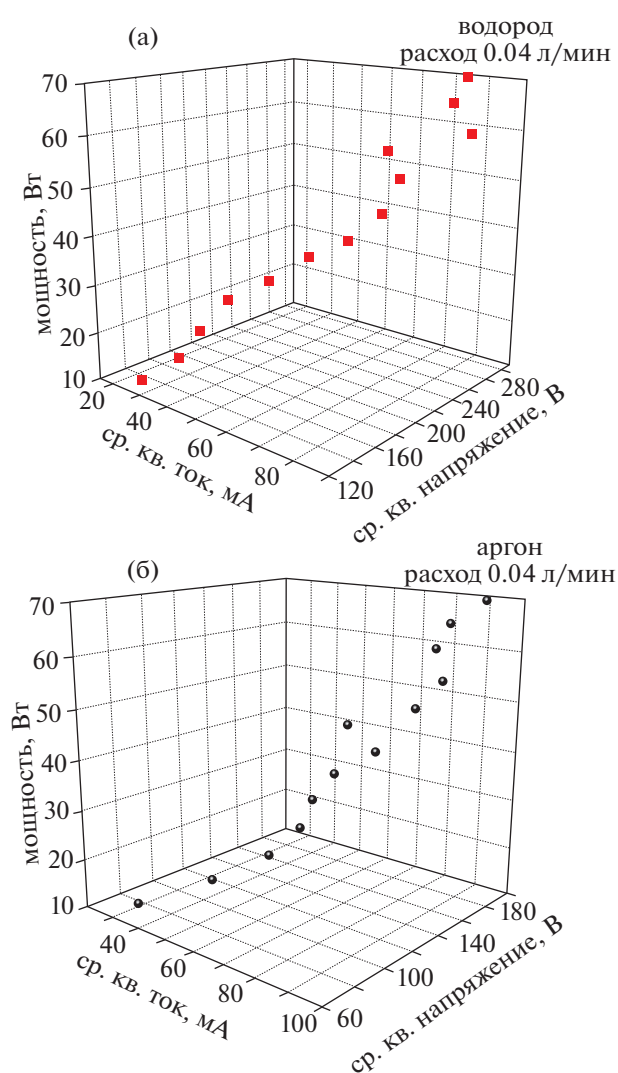 (а)
водород
расход 0.04 л/мин
70
60
50
40
30
20
10
мощность, Вт
20
40
60
80
ср. кв. ток, мА
120
160
200
240
280
ср. кв. напряжение, В
(б)
аргон
расход 0.04 л/мин
70
60
50
40
30
20
10
мощность, Вт
40
60
80
100
ср. кв. ток, мА
60
100
140
180
ср. кв. напряжение, В